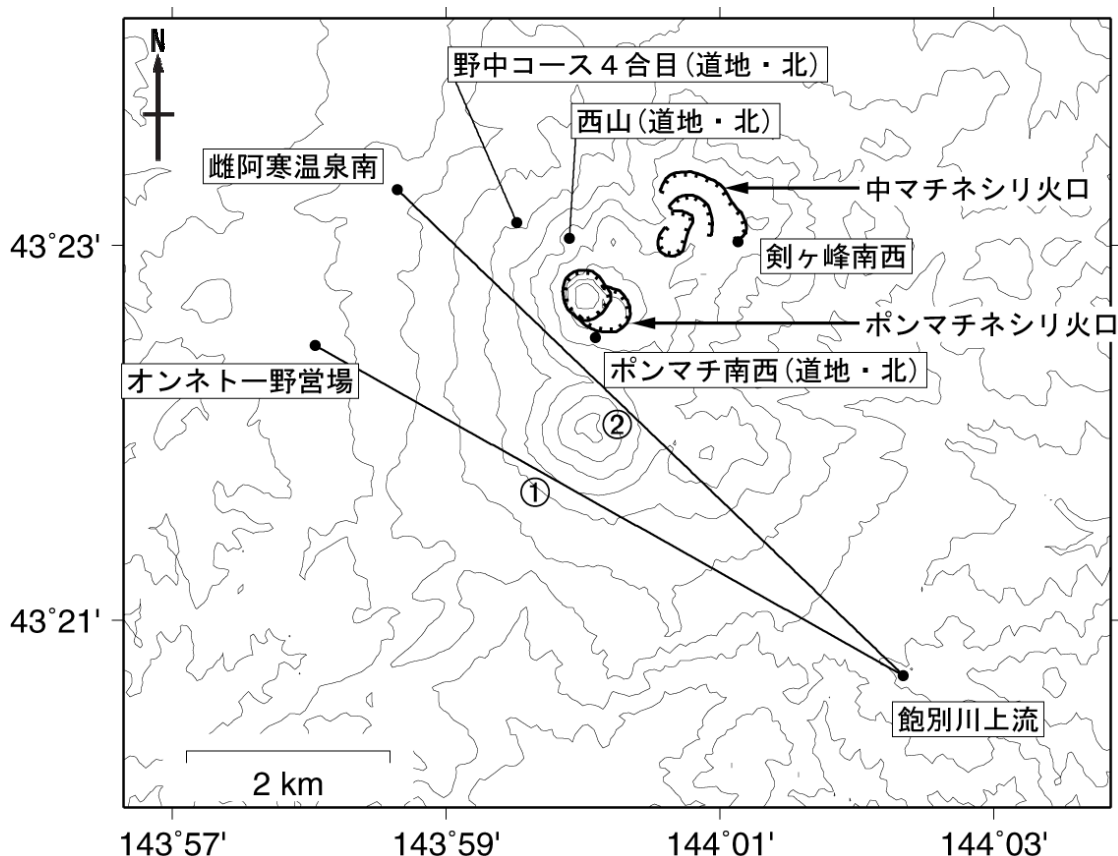 N
野中コース４合目(道地・北)
西山(道地・北)
雌阿寒温泉南
中マチネシリ火口
43°23'
剣ヶ峰南西
ポンマチネシリ火口
オンネトー野営場
ポンマチ南西(道地・北)
②
①
43°21'
飽別川上流
2 km
143°57'
143°59'
144°01'
144°03'